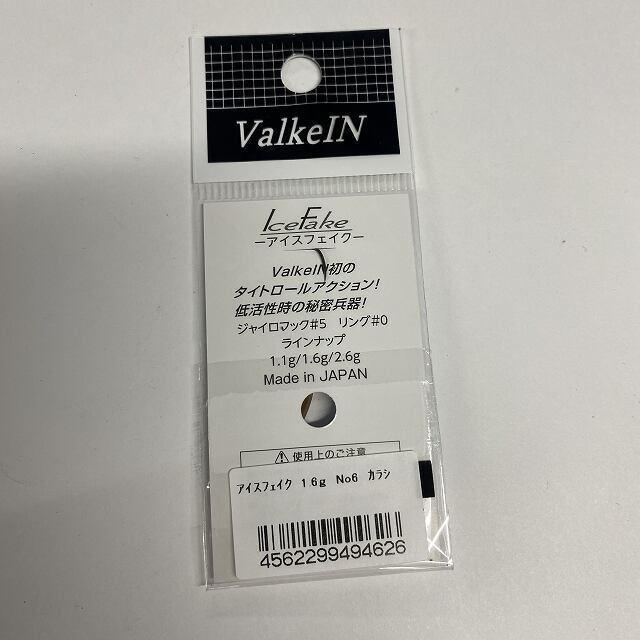 ValkeIN
IceFake
ーアイスフェイクー
ValkeIN初の
タイトロールアクション!
低活性時の秘密兵器!
ジャイロマック#5 リング#0
ラインナップ
1.1g/1.6g/2.6g
Made in JAPAN
⚠使用上のご注意
ｱｲｽﾌｪｲｸ 16g No6 ｶﾗｼ
4562299494626